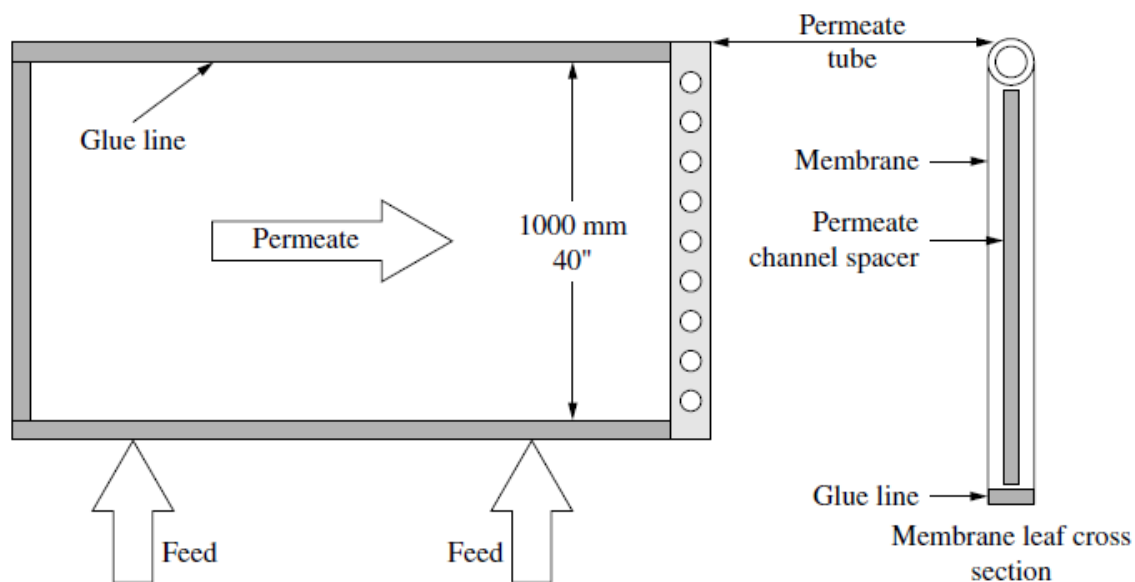 Permeate
tube
Glue line
Membrane
Permeate
1000 mm
40"
Permeate
channel spacer
Glue line
Feed
Feed
Membrane leaf cross
section